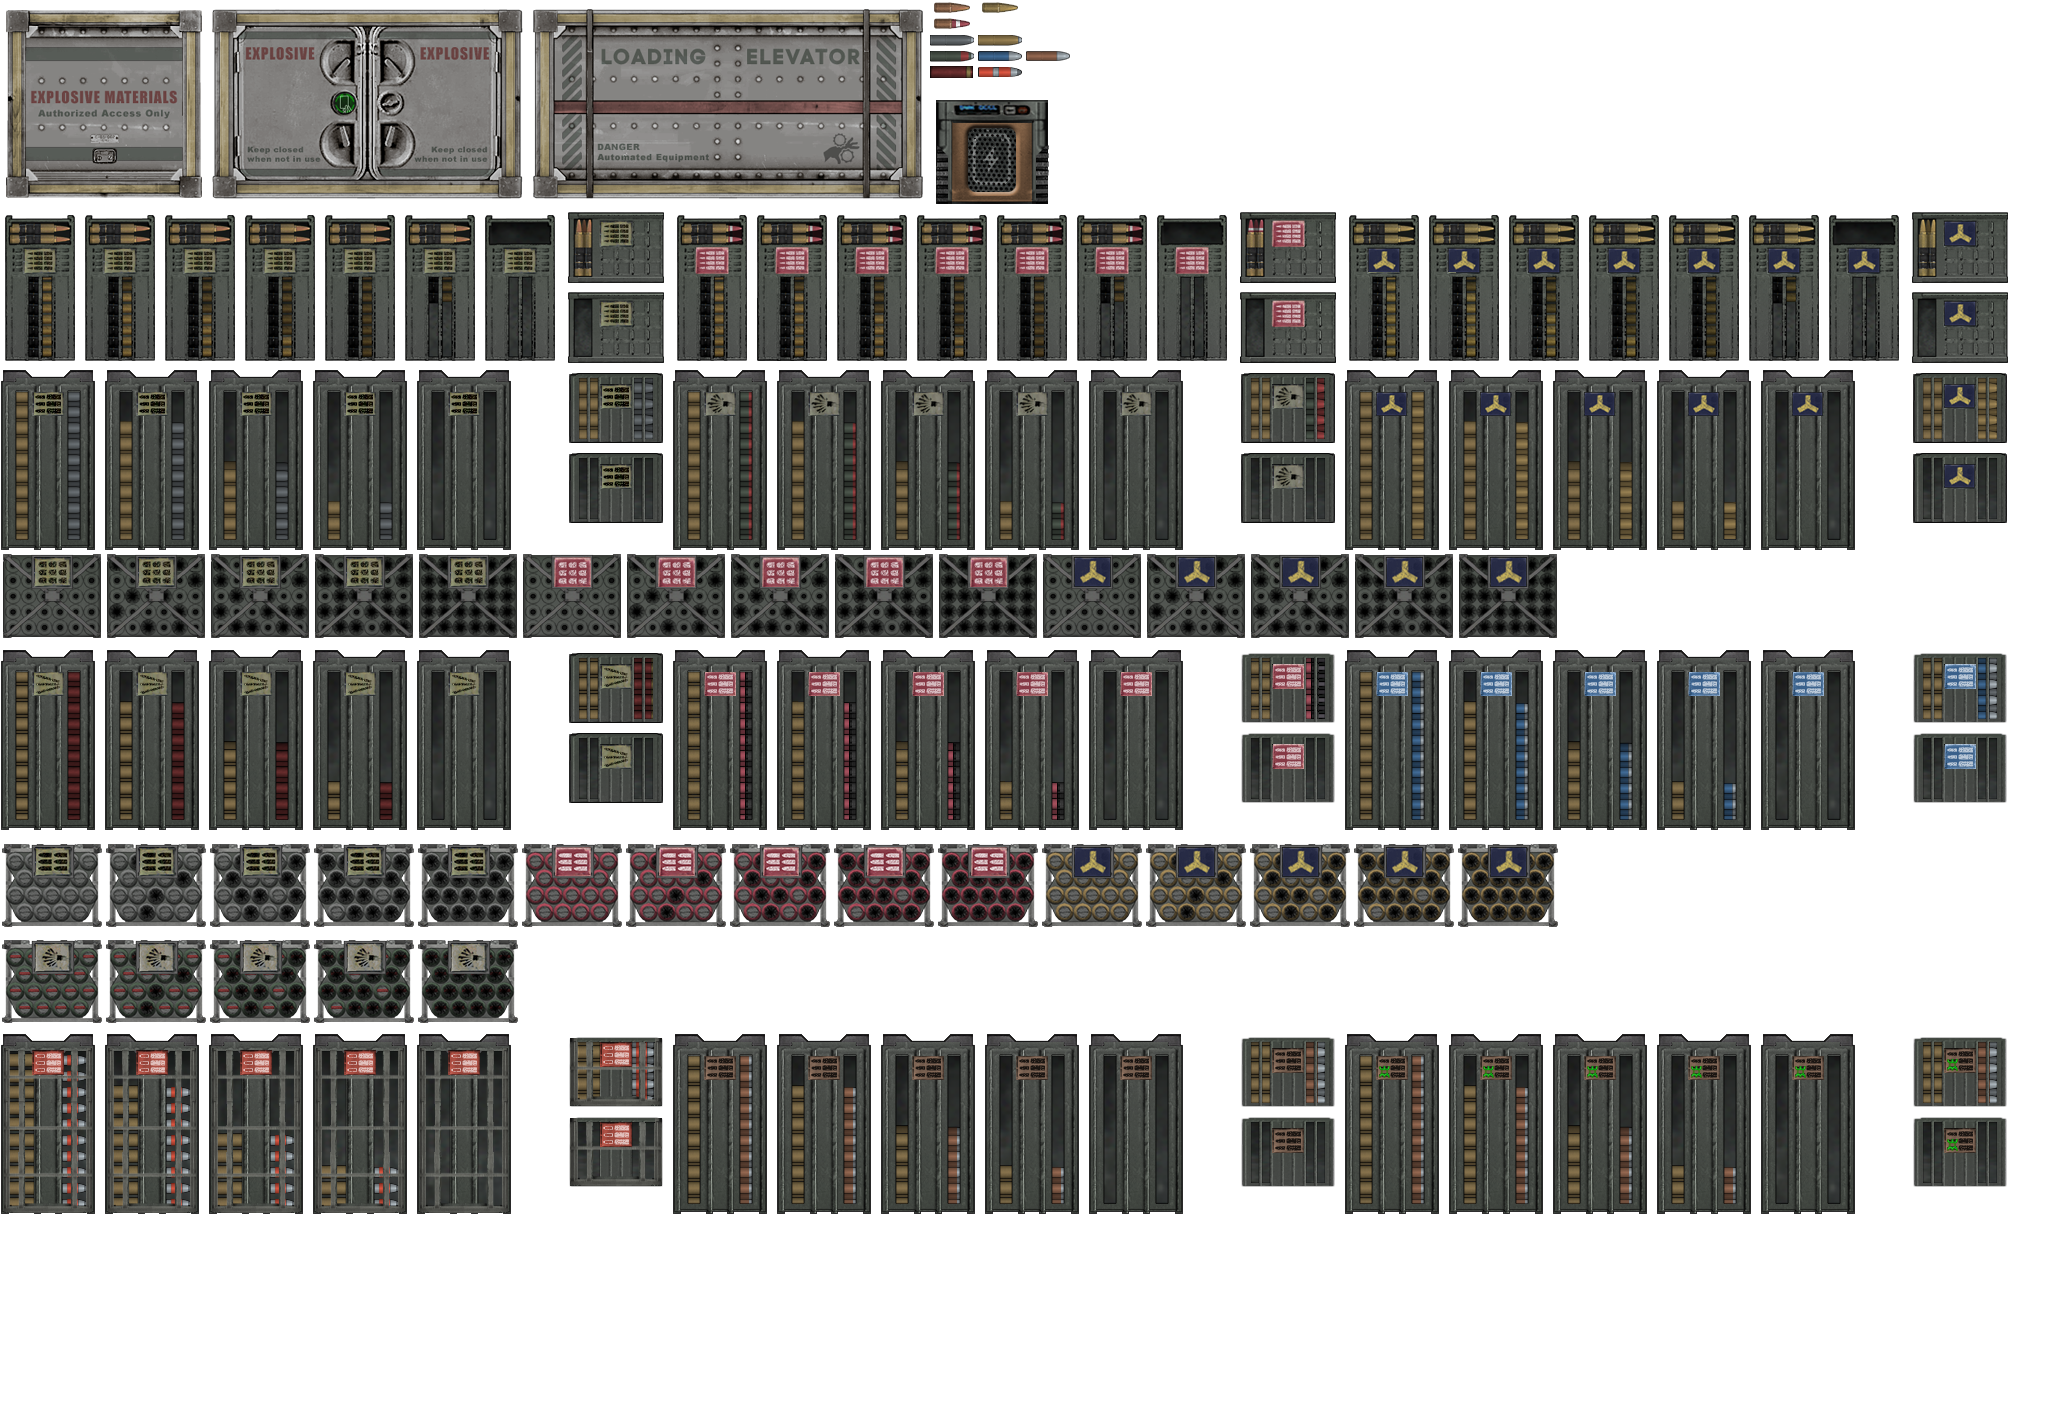 EXPLOSIVE MATERIALS
Authorized Access Only
EXPLOSIVE
EXPLOSIVE
Keep closed
when not in use
Keep closed
when not in use
LOADING ELEVATOR
DANGER
Automated Equipment